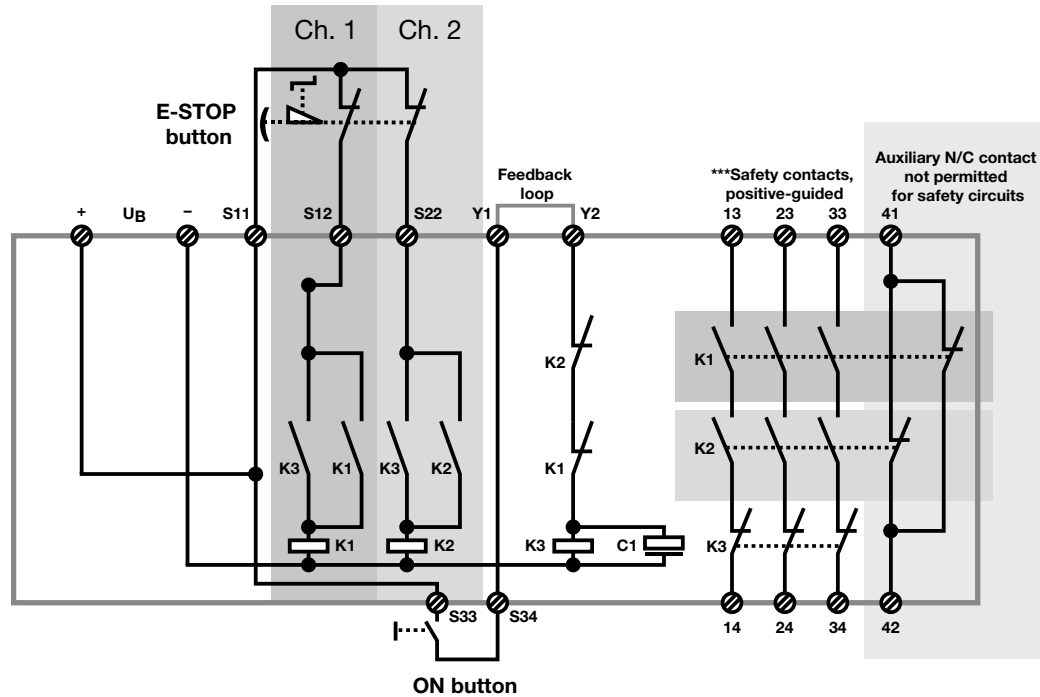 Ch. 1 Ch. 2
E-STOP
button
Feedback
loop
***Safety contacts,
positive-guided
Auxiliary N/C contact
not permitted
for safety circuits
+ UB − S11 S12 S22 Y1 Y2 13 23 33 41
K2
K1
K2
K3 K1 K3 K2 K1
K1 K2 K3 C1 K3
S33 S34 14 24 34 42
ON button